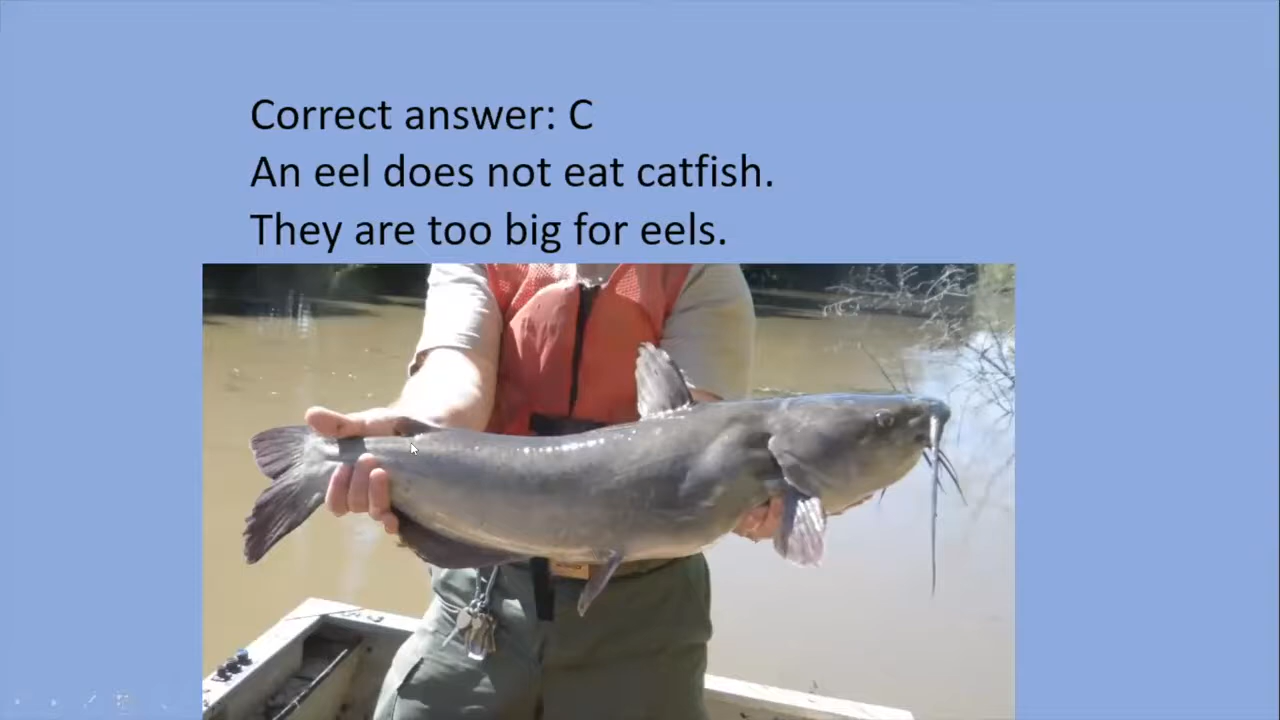 Correct answer: C
An eel does not eat catfish.
They are too big for eels.